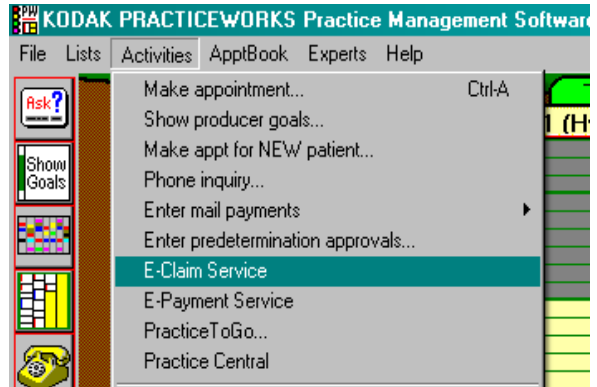 KODAK PRACTICEWORKS Practice Management Software
File Lists Activities ApptBook Experts Help
Ask?
Make appointment... Ctrl-A
Show producer goals...
1 (H
Make appt for NEW patient...
Show
Goals
Phone inquiry...
Enter mail payments
Enter predetermination approvals...
E-Claim Service
E-Payment Service
PracticeToGo...
Practice Central